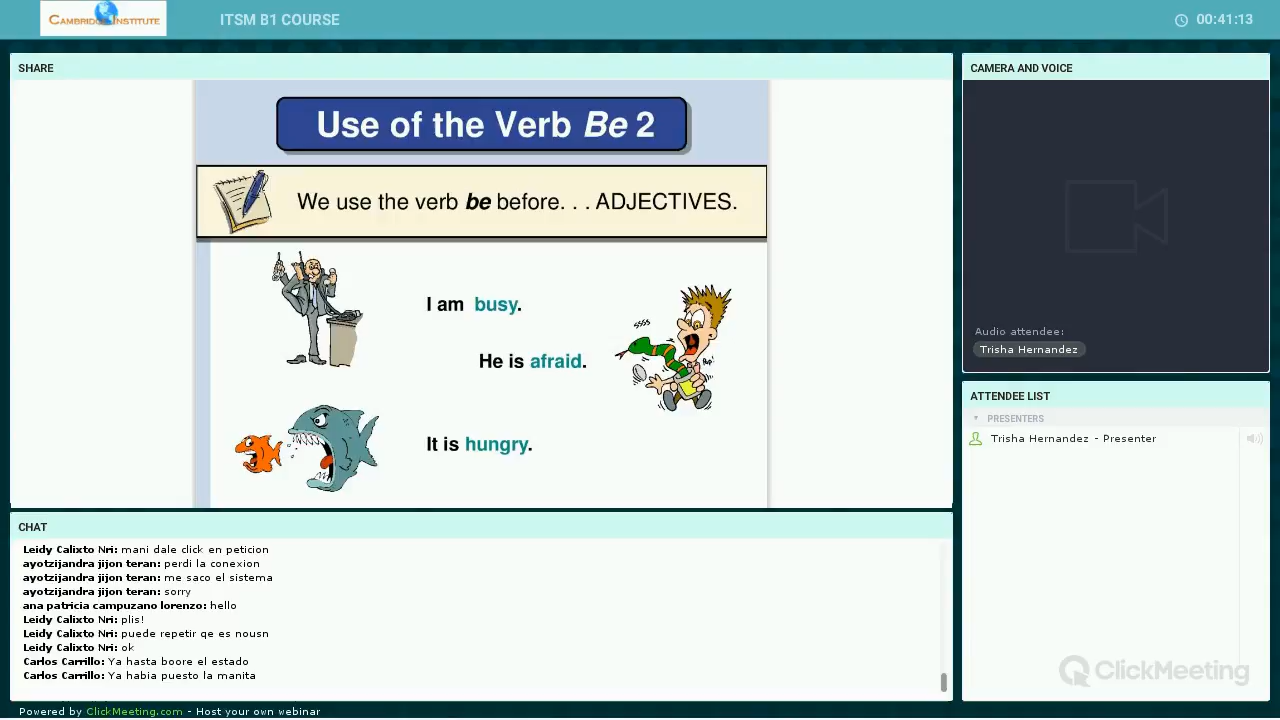 CAMBRIDGE INSTITUTE
ITSM B1 COURSE
00:41:13
SHARE
Use of the Verb Be 2
We use the verb be before. . . ADJECTIVES.
I am busy.
ssss
He is afraid.
Pop!
It is hungry.
CAMERA AND VOICE
Audio attendee:
Trisha Hernandez
ATTENDEE LIST
PRESENTERS
Trisha Hernandez - Presenter
CHAT
Leidy Calixto Nri: mani dale click en peticion
ayotzijandra jijon teran: perdi la conexion
ayotzijandra jijon teran: me saco el sistema
ayotzijandra jijon teran: sorry
ana patricia campuzano lorenzo: hello
Leidy Calixto Nri: plis!
Leidy Calixto Nri: puede repetir qe es nousn
Leidy Calixto Nri: ok
Carlos Carrillo: Ya hasta boore el estado
Carlos Carrillo: Ya habia puesto la manita
ClickMeeting
Powered by ClickMeeting.com - Host your own webinar